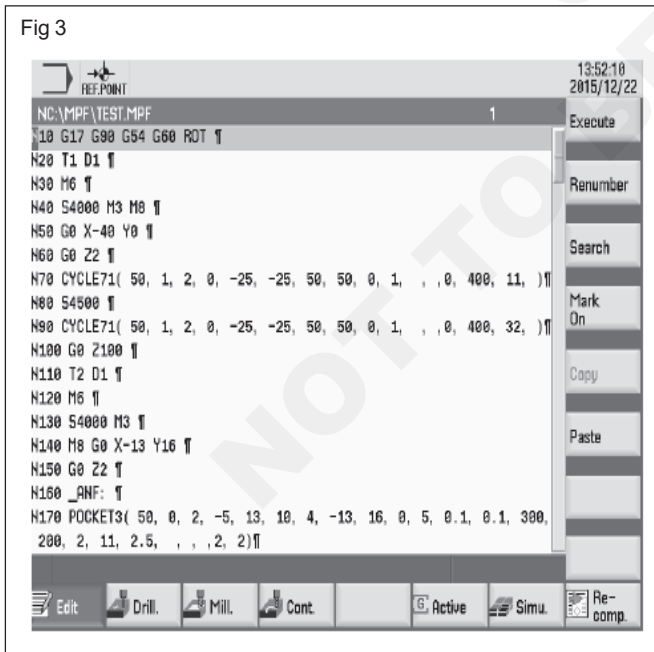 Fig 3
REF.POINT
13:52:10
2015/12/22
NC:\MPF\TEST.MPF 1
N10 G17 G90 G54 G60 ROT ¶
N20 T1 D1 ¶
N30 M6 ¶
N40 S4000 M3 M8 ¶
N50 G0 X-40 Y0 ¶
N60 G0 Z2 ¶
N70 CYCLE71( 50, 1, 2, 0, -25, -25, 50, 50, 0, 1, , ,0, 400, 11, )¶
N80 S4500 ¶
N90 CYCLE71( 50, 1, 2, 0, -25, -25, 50, 50, 0, 1, , ,0, 400, 32, )¶
N100 G0 Z100 ¶
N110 T2 D1 ¶
N120 M6 ¶
N130 S4000 M3 ¶
N140 M8 G0 X-13 Y16 ¶
N150 G0 Z2 ¶
N160 _ANF: ¶
N170 POCKET3( 50, 0, 2, -5, 13, 10, 4, -13, 16, 0, 5, 0.1, 0.1, 300,
200, 2, 11, 2.5, , , ,2, 2)¶
Execute
Renumber
Search
Mark
On
Copy
Paste
Edit
Drill.
Mill.
Cont.
G Active
Simu.
Re-
comp.
NOT TO BE